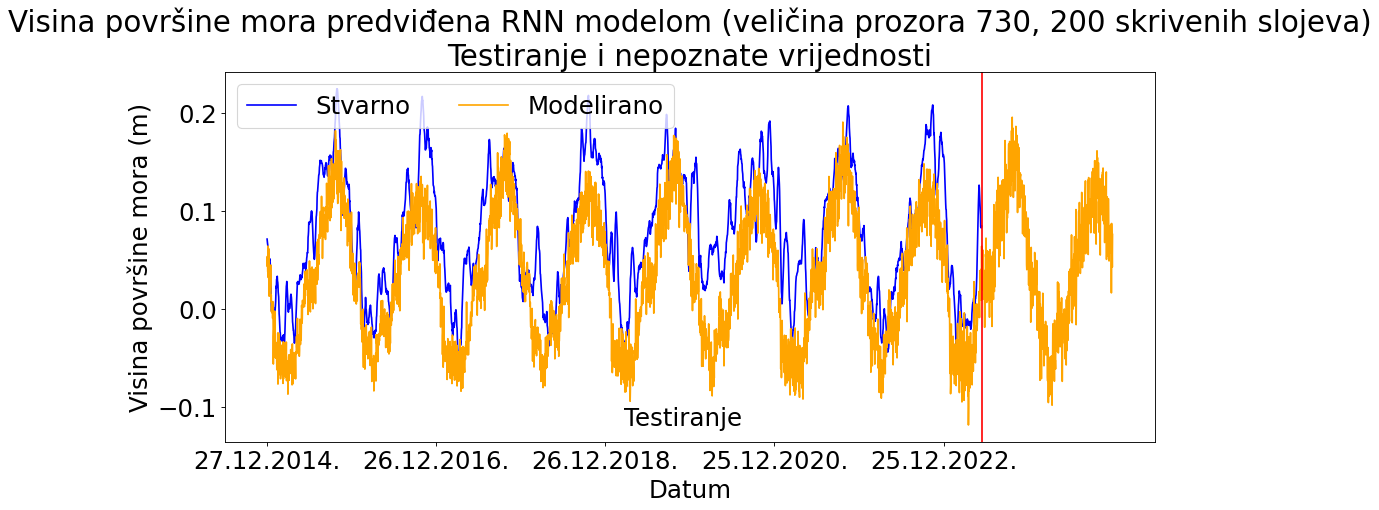 Visina površine mora predviđena RNN modelom (veličina prozora 730, 200 skrivenih slojeva)
Testiranje i nepoznate vrijednosti
Stvarno
Modelirano
Visina površine mora (m)
0.2
0.1
0.0
−0.1
Testiranje
27.12.2014.
26.12.2016.
26.12.2018.
25.12.2020.
25.12.2022.
Datum